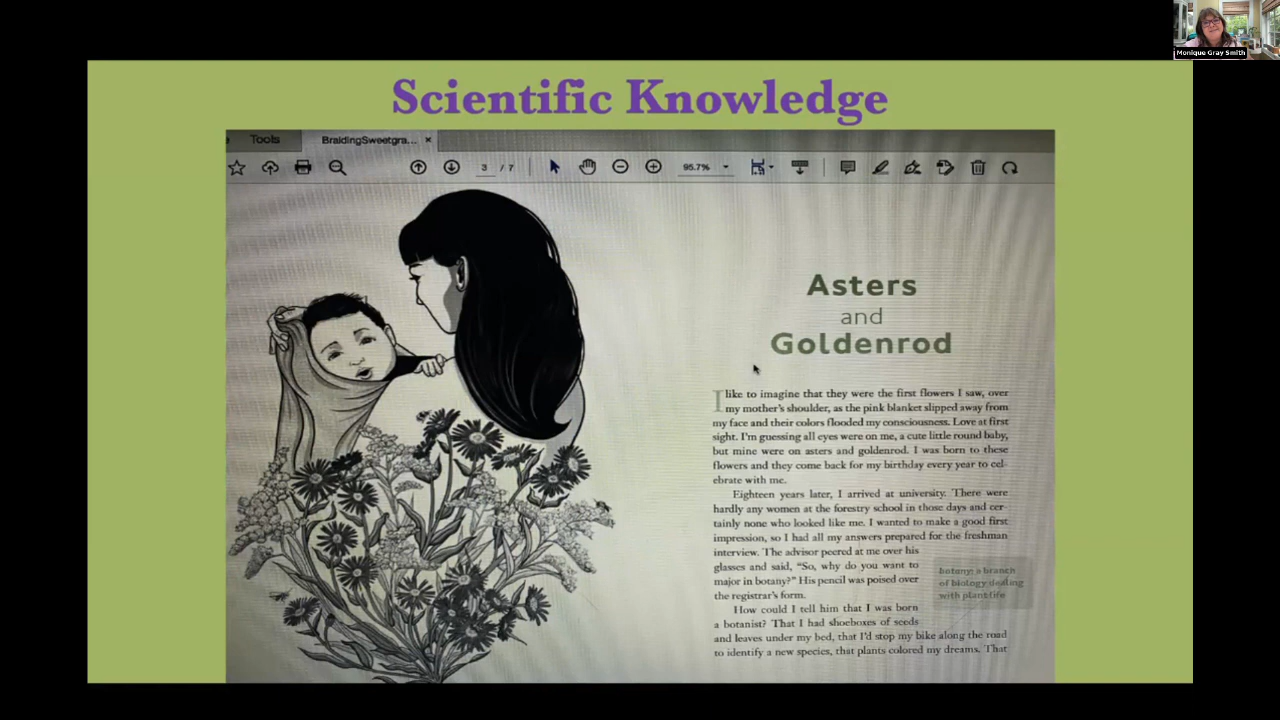 Monique Gray Smith
Scientific Knowledge
Tools
BraidingSweetgra... ×
3 / 7
95.7%
Asters
and
Goldenrod
I like to imagine that they were the first flowers I saw, over
my mother's shoulder, as the pink blanket slipped away from
my face and their colors flooded my consciousness. Love at first
sight. I'm guessing all eyes were on me, a cute little round baby,
but mine were on asters and goldenrod. I was born to these
flowers and they come back for my birthday every year to cel-
ebrate with me.
Eighteen years later, I arrived at university. There were
hardly any women at the forestry school in those days and cer-
tainly none who looked like me. I wanted to make a good first
impression, so I had all my answers prepared for the freshman
interview. The advisor peered at me over his
glasses and said, "So, why do you want to
major in botany?" His pencil was poised over
the registrar's form.
botany: a branch
of biology dealing
with plant life
How could I tell him that I was born
a botanist? That I had shoeboxes of seeds
and leaves under my bed, that I'd stop my bike along the road
to identify a new species, that plants colored my dreams. That